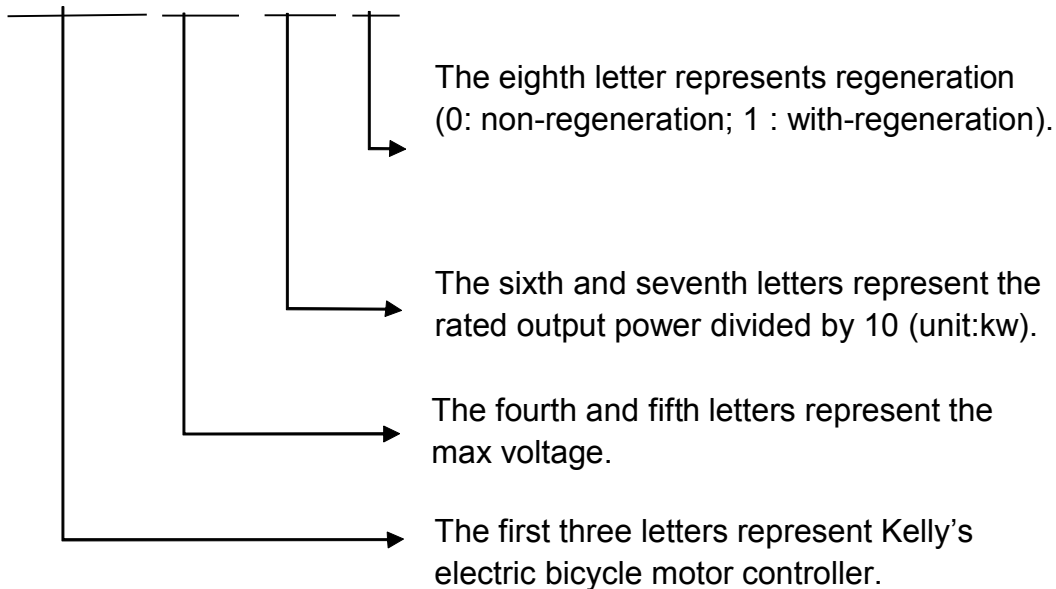 The eighth letter represents regeneration
(0: non-regeneration; 1 : with-regeneration).
The sixth and seventh letters represent the
rated output power divided by 10 (unit:kw).
The fourth and fifth letters represent the
max voltage.
The first three letters represent Kelly’s
electric bicycle motor controller.